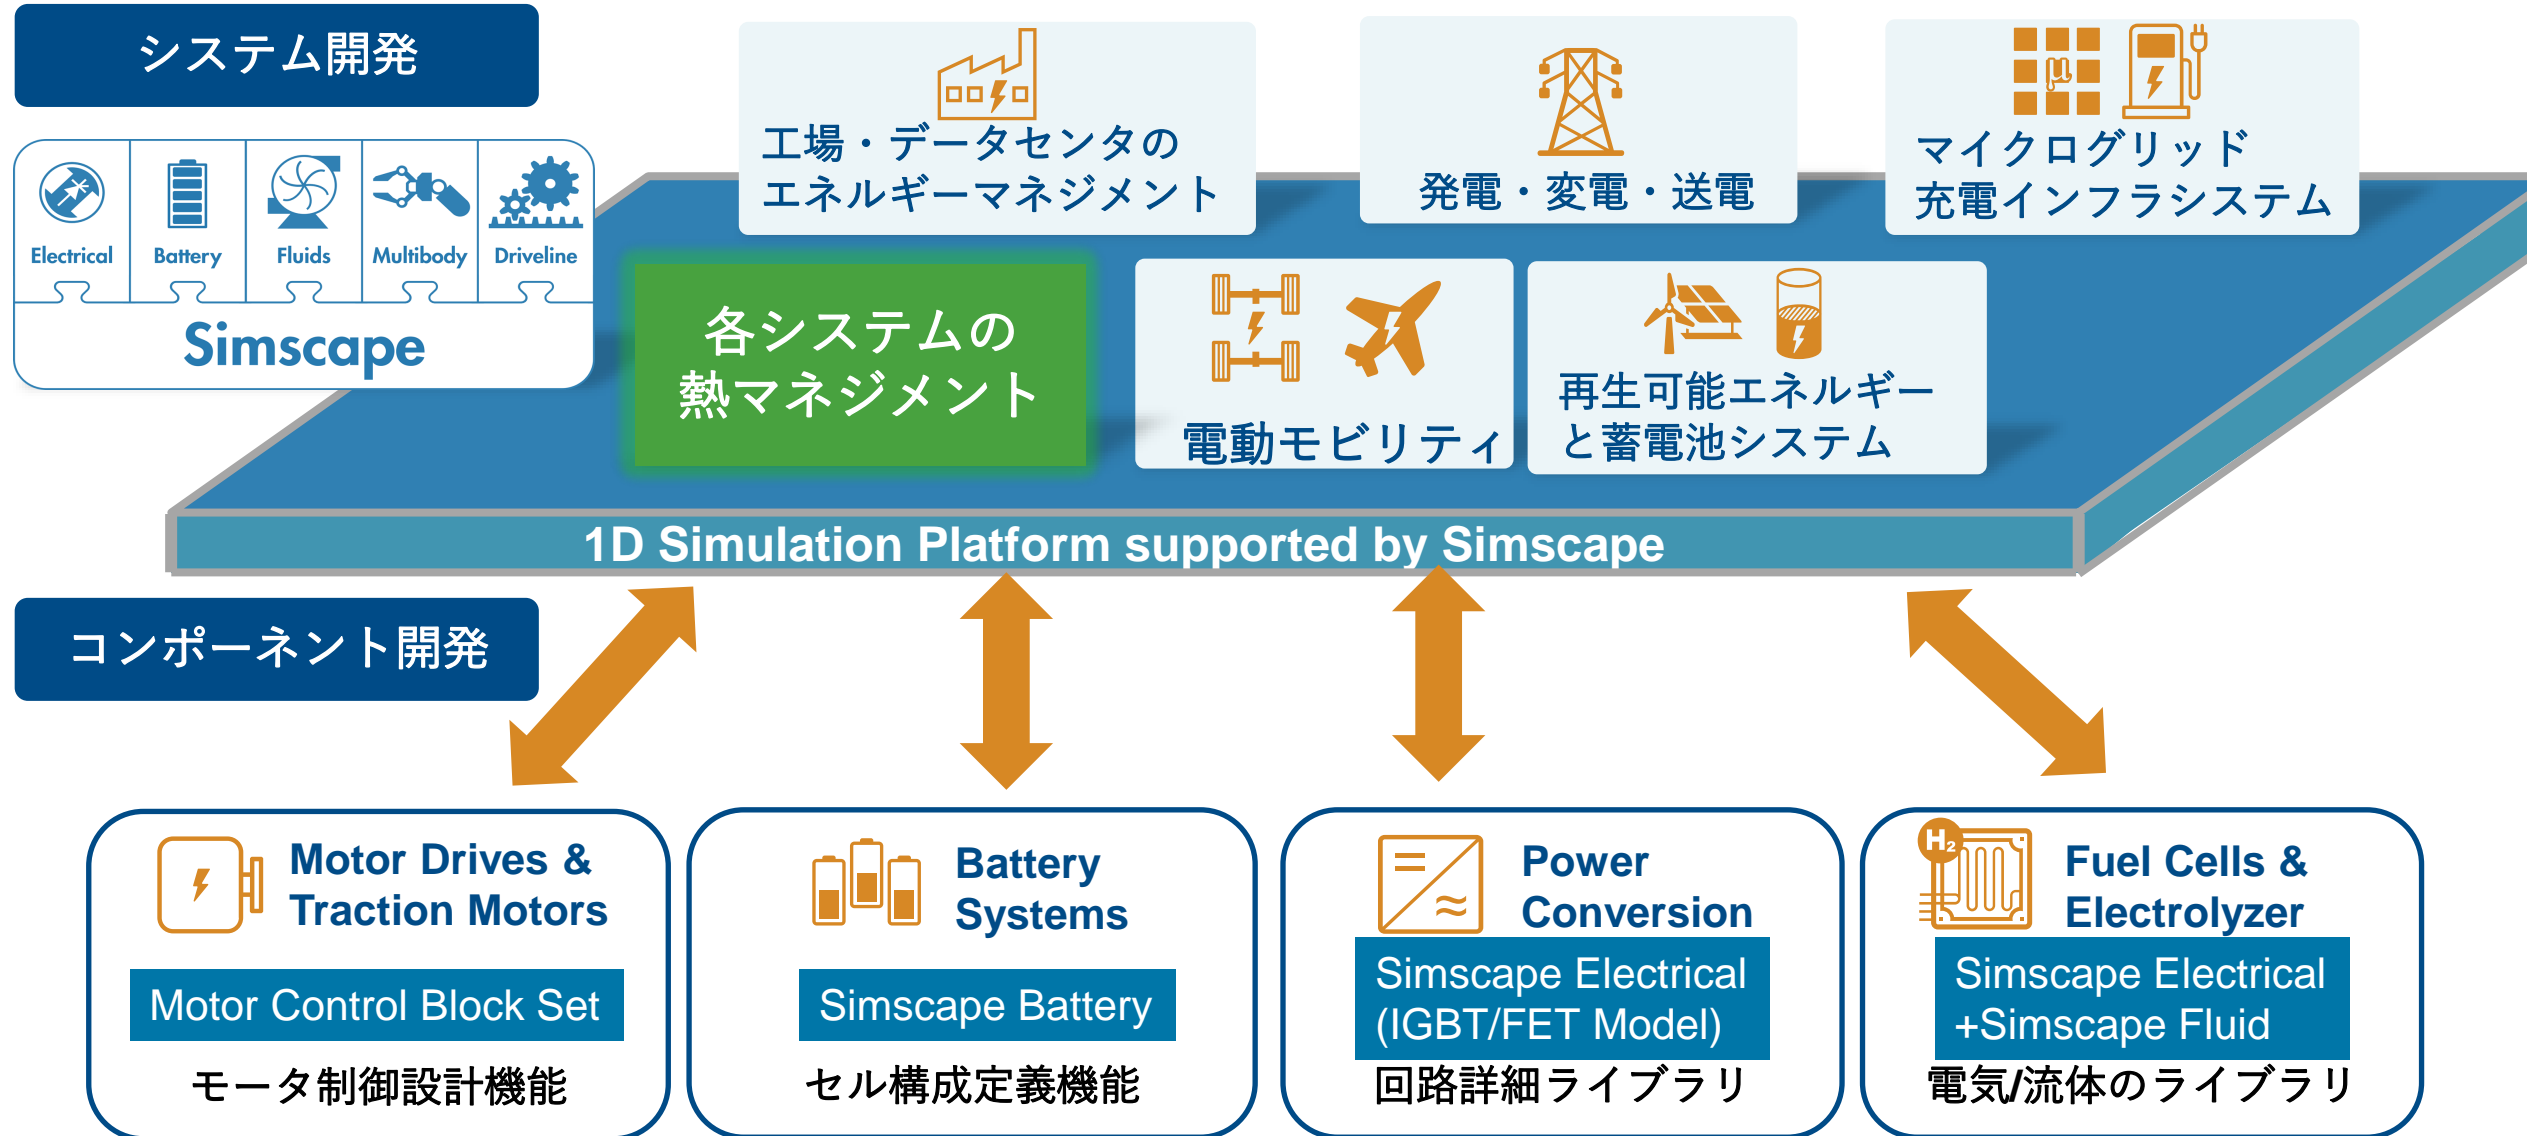 システム開発
Electrical
Battery
Fluids
Multibody
Driveline
Simscape
工場・データセンタの
エネルギーマネジメント
発電・変電・送電
μ
マイクログリッド
充電インフラシステム
各システムの
熱マネジメント
電動モビリティ
再生可能エネルギー
と蓄電池システム
1D Simulation Platform supported by Simscape
コンポーネント開発
Motor Drives &
Traction Motors
Motor Control Block Set
モータ制御設計機能
Battery
Systems
Simscape Battery
セル構成定義機能
Power
Conversion
Simscape Electrical
(IGBT/FET Model)
回路詳細ライブラリ
H₂
Fuel Cells &
Electrolyzer
Simscape Electrical
+Simscape Fluid
電気/流体のライブラリ